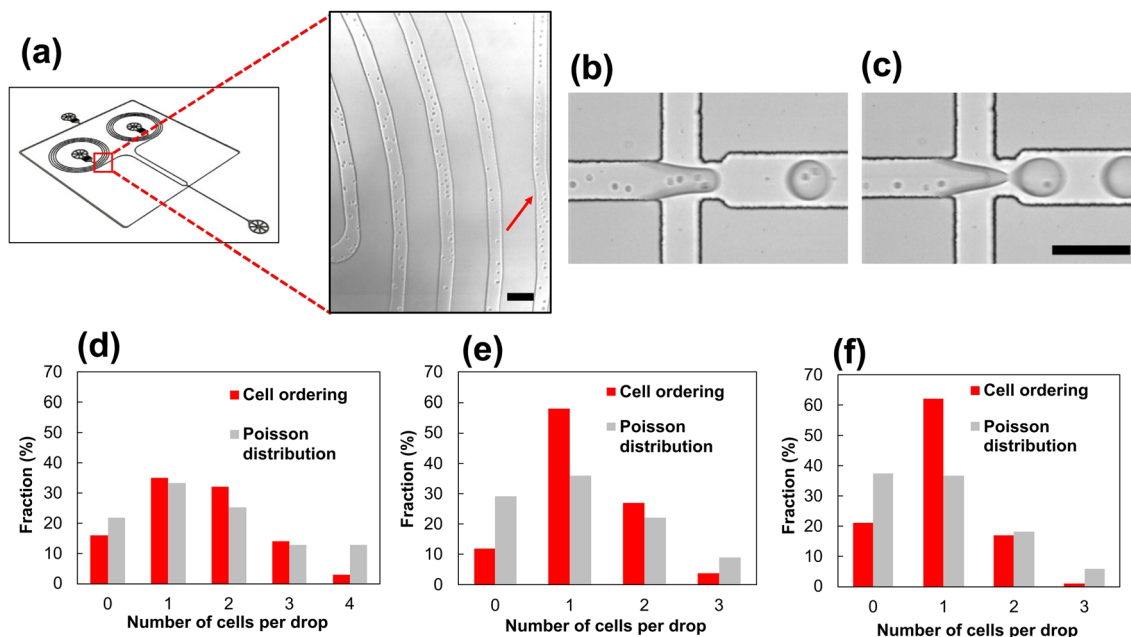 (a)
(b)
(c)
(d)
70
60
50
40
30
20
10
0
Fraction (%)
Cell ordering
Poisson
distribution
0 1 2 3 4
Number of cells per drop
(e)
70
60
50
40
30
20
10
0
Fraction (%)
Cell ordering
Poisson
distribution
0 1 2 3
Number of cells per drop
(f)
70
60
50
40
30
20
10
0
Fraction (%)
Cell ordering
Poisson
distribution
0 1 2 3
Number of cells per drop